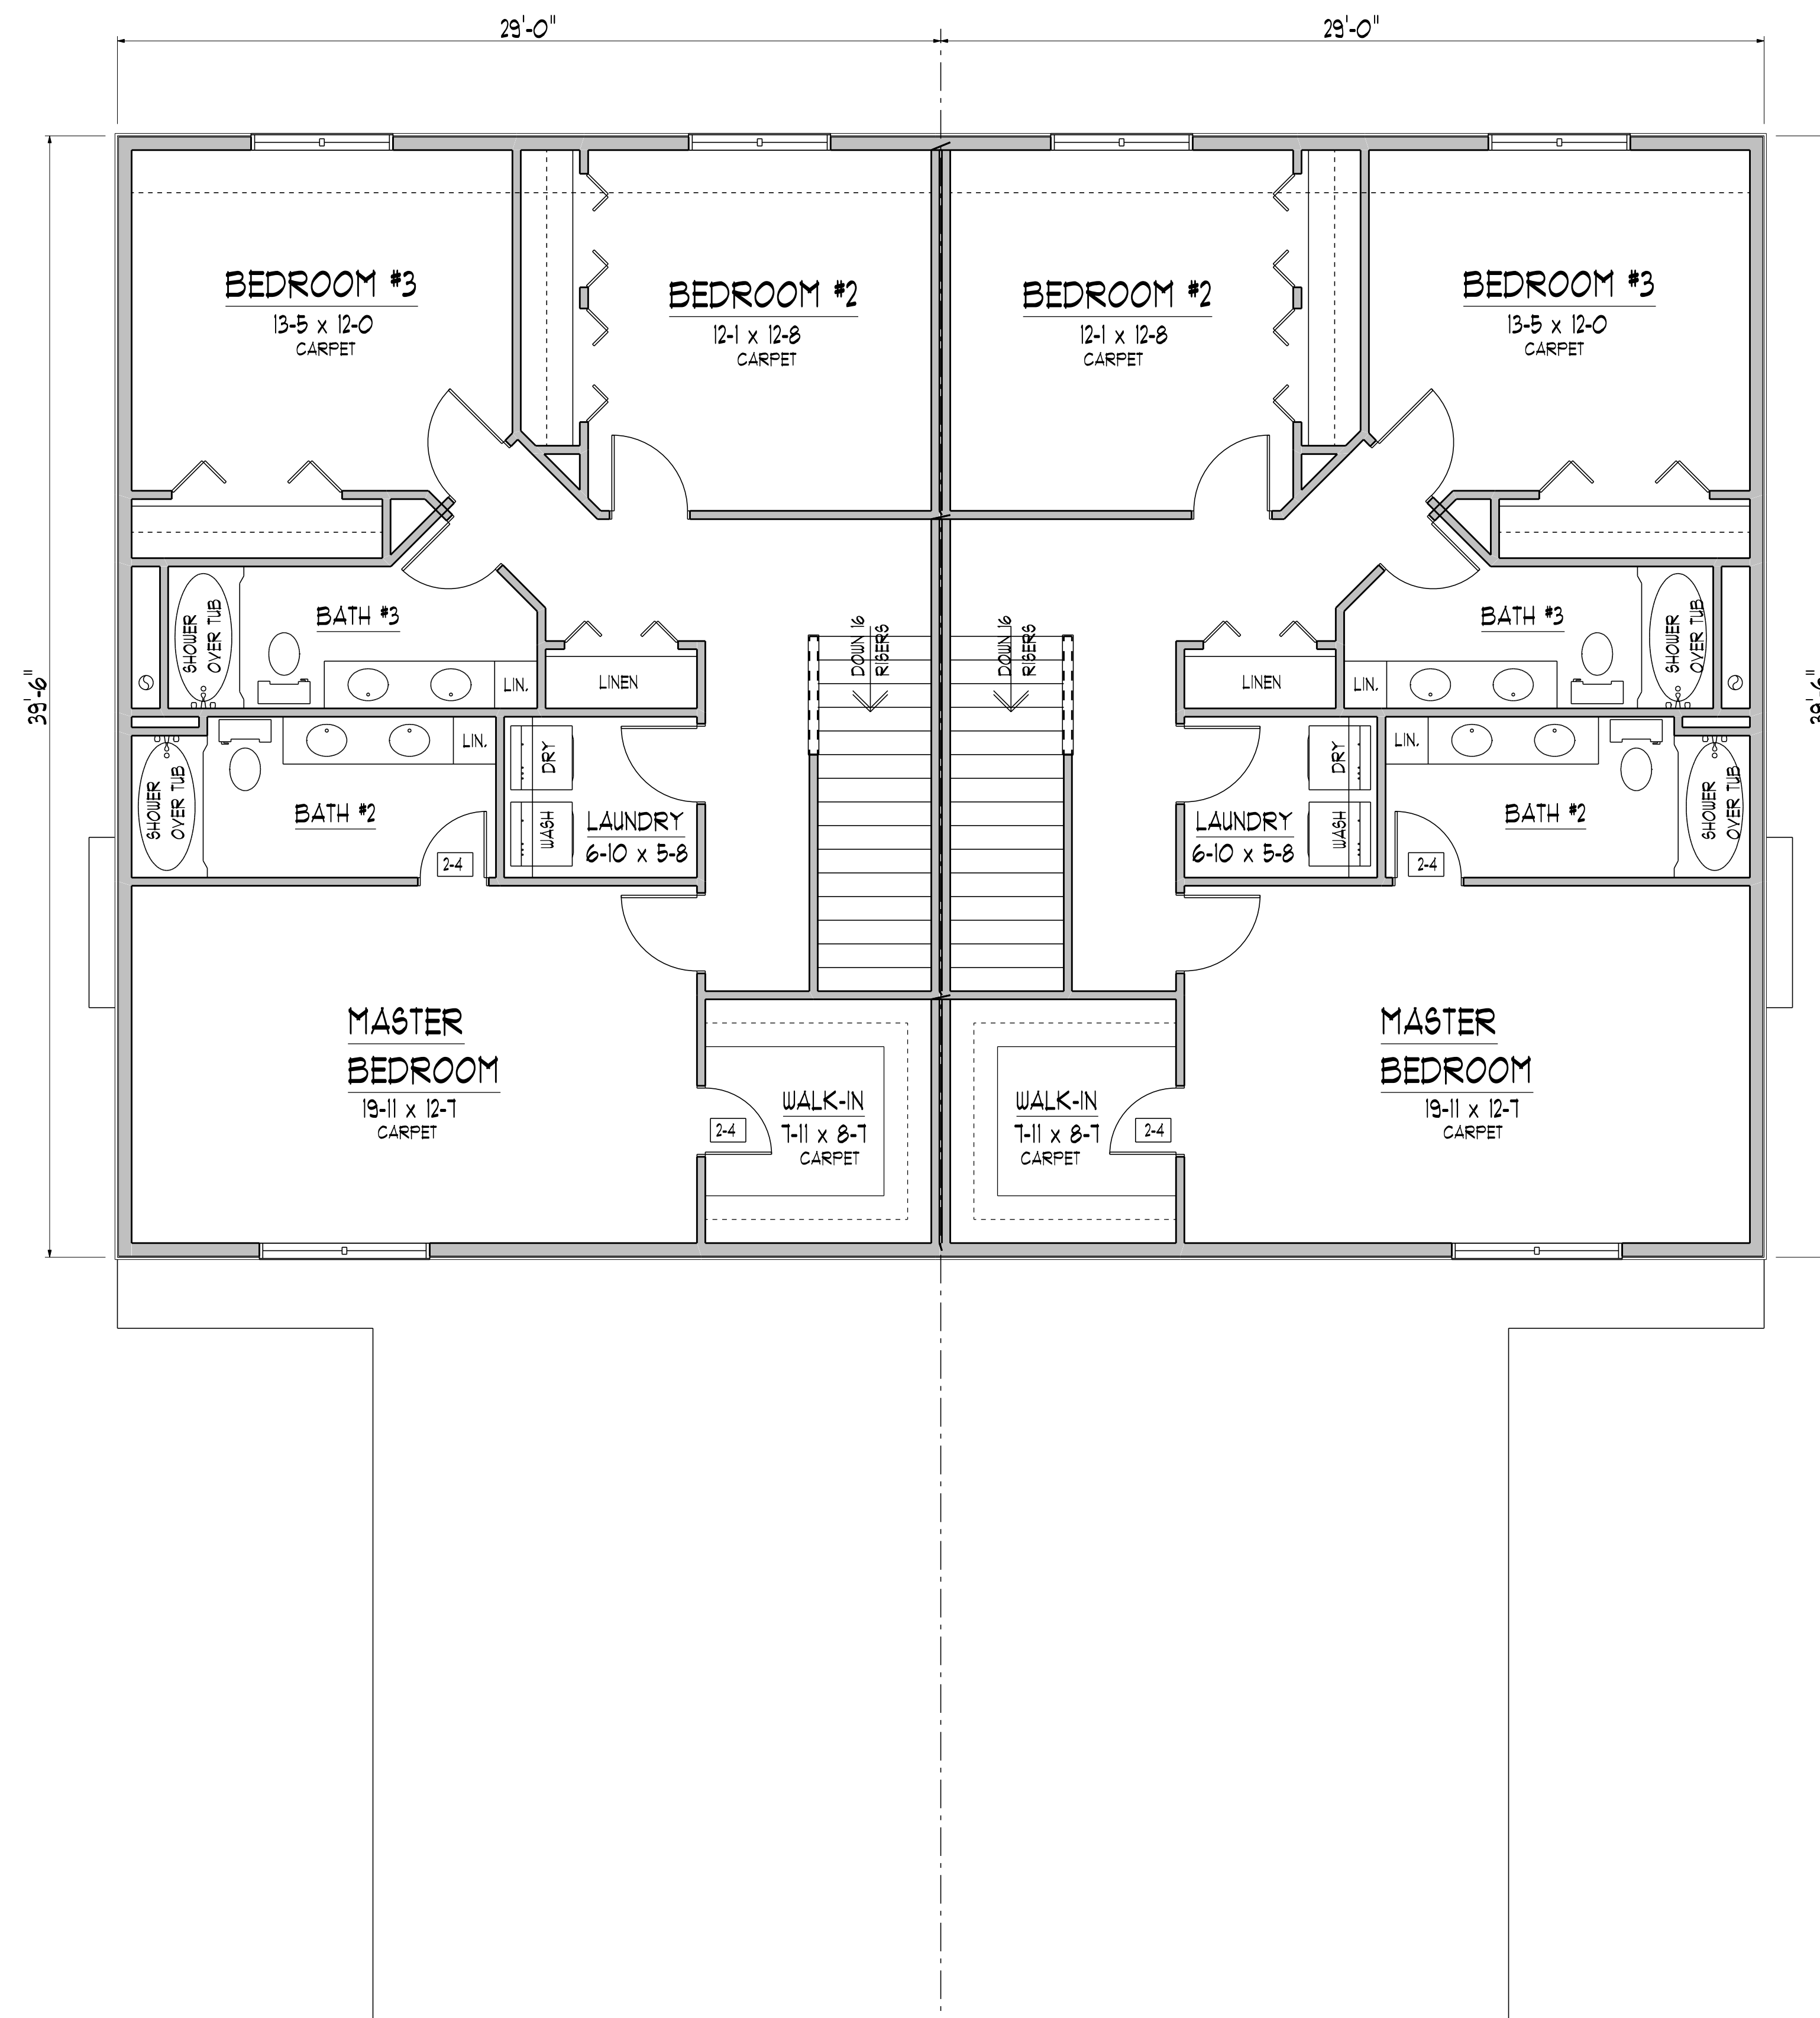 29'-0"
29'-0"
BEDROOM #3
13-5 x 12-0
CARPET
BEDROOM #2
12-1 x 12-8
CARPET
BEDROOM #2
12-1 x 12-8
CARPET
BEDROOM #3
13-5 x 12-0
CARPET
39'-6"
SHOWER
OVER TUB
BATH #3
LIN.
LINEN
DOWN 16
RISERS
DOWN 16
RISERS
LINEN
LIN.
BATH #3
SHOWER
OVER TUB
39'-6"
SHOWER
OVER TUB
BATH #2
LIN.
2-4
DRY
WASH
LAUNDRY
6-10 x 5-8
LAUNDRY
6-10 x 5-8
DRY
WASH
LIN.
2-4
BATH #2
SHOWER
OVER TUB
MASTER
BEDROOM
19-11 x 12-7
CARPET
2-4
WALK-IN
7-11 x 8-7
CARPET
WALK-IN
7-11 x 8-7
CARPET
2-4
MASTER
BEDROOM
19-11 x 12-7
CARPET